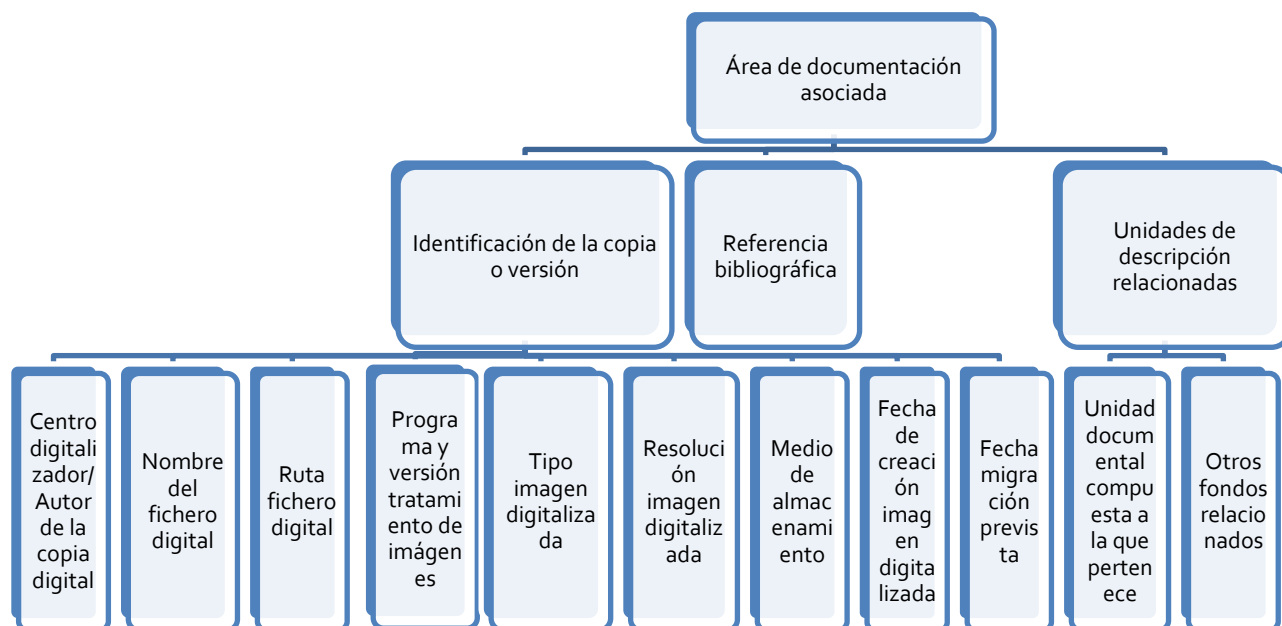 Área de documentación
asociada
Identificación de la copia
o versión
Referencia
bibliográfica
Unidades de
descripción
relacionadas
Centro
digitali
zador/
Autor
de la
copia
digital
Nombre
del
fichero
digital
Ruta
fichero
digital
Progra
ma y
versión
tratami
ento de
imágen
es
Tipo
imagen
digitaliza
da
Resoluci
ón
imagen
digitaliz
ada
Medio
de
almac
enami
ento
Fecha
de
creaci
ón
imag
en
digita
lizada
Fecha
migra
ción
previs
ta
Unidad
docum
ental
compu
esta a
la que
perten
ece
Otros
fondos
relacio
nados